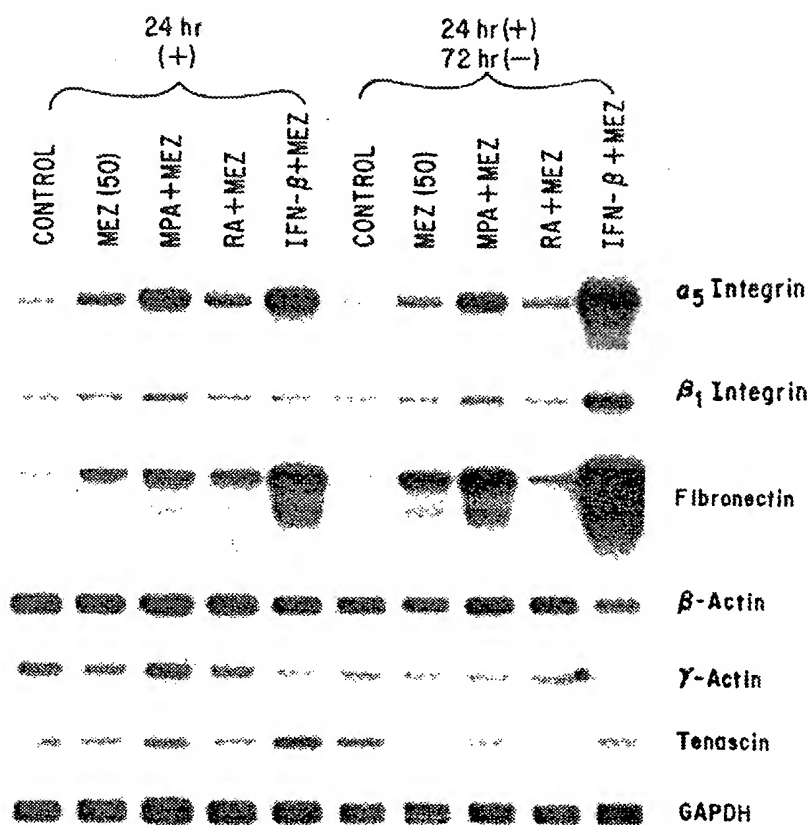 24 hr
(+)
24 hr (+)
72 hr (−)
CONTROL
MEZ (50)
MPA + MEZ
RA + MEZ
IFN-β + MEZ
CONTROL
MEZ (50)
MPA + MEZ
RA + MEZ
IFN-β + MEZ
α5 Integrin
β1 Integrin
Fibronectin
β-Actin
γ-Actin
Tenascin
GAPDH